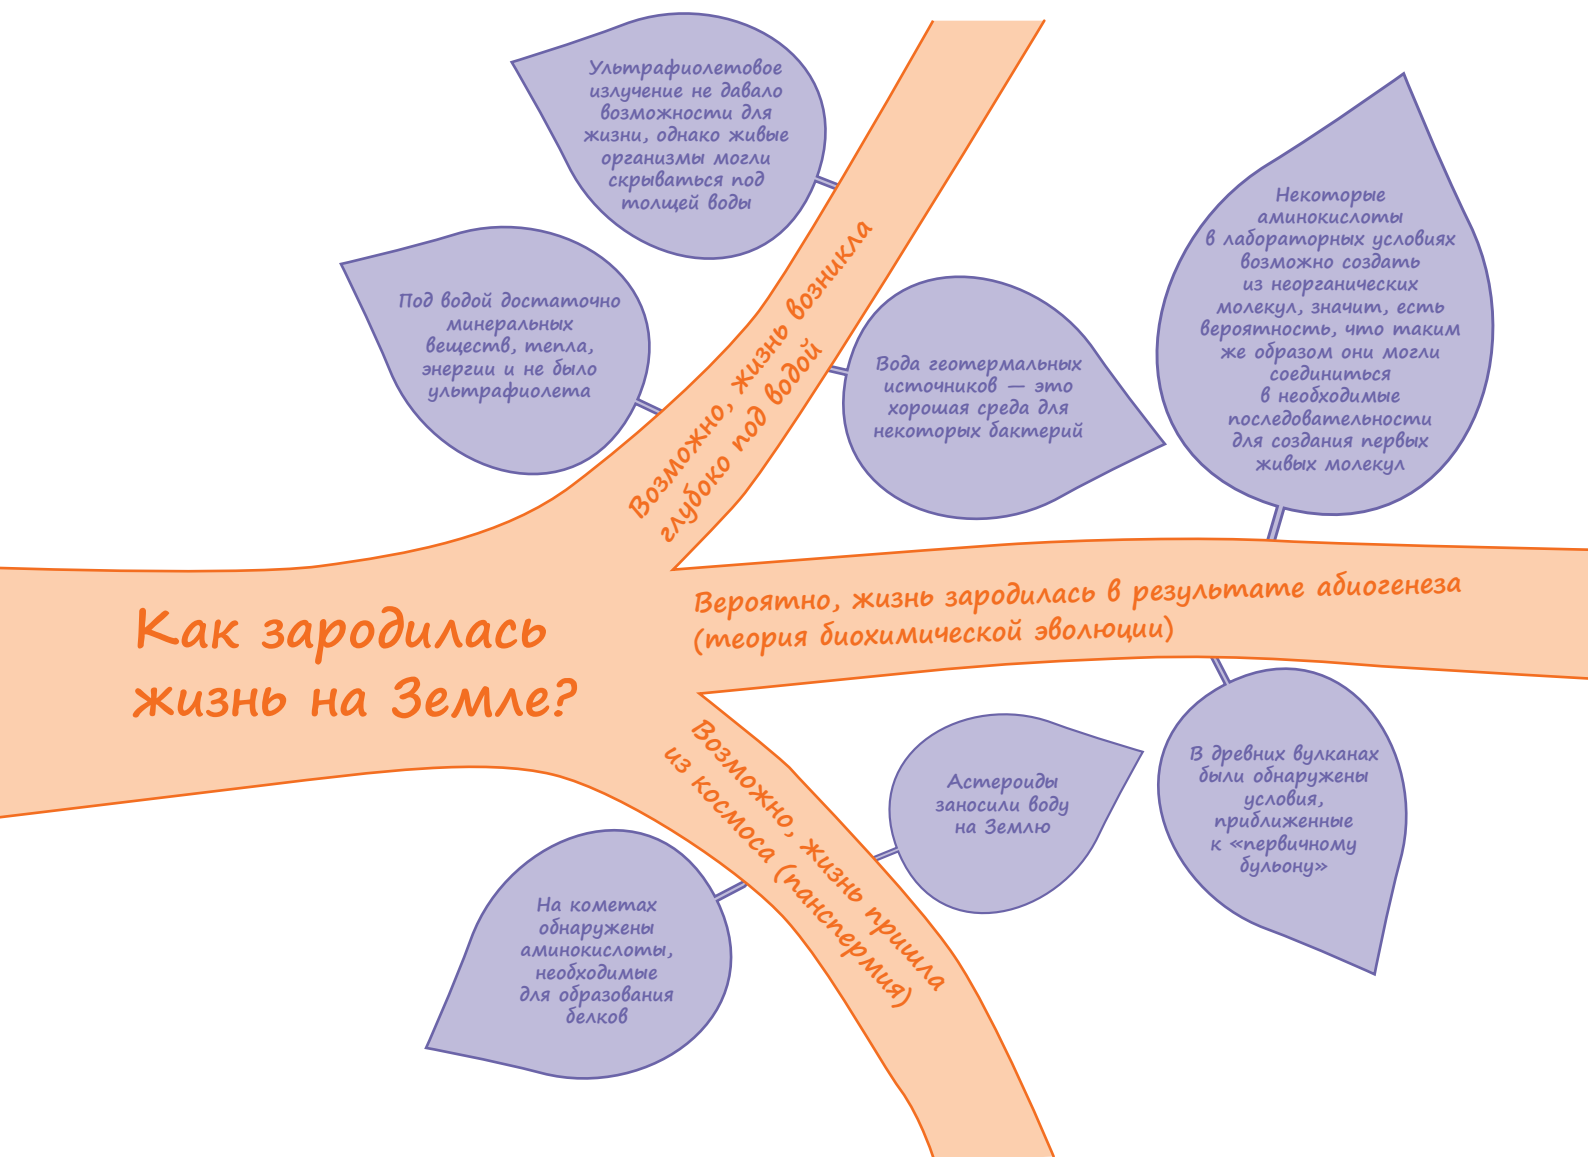 Ультрафиолетовое
излучение не давало
возможности для
жизни, однако живые
организмы могли
скрываться под
толщей воды
Под водой достаточно
минеральных
веществ, тепла,
энергии и не было
ультрафиолета
Возможно, жизнь возникла
глубоко под водой
Вода геотермальных
источников — это
хорошая среда для
некоторых бактерий
Некоторые
аминокислоты
в лабораторных условиях
возможно создать
из неорганических
молекул, значит, есть
вероятность, что таким
же образом они могли
соединиться
в необходимые
последовательности
для создания первых
живых молекул
Как зародилась
жизнь на Земле?
Вероятно, жизнь зародилась в результате абиогенеза
(теория биохимической эволюции)
Возможно, жизнь пришла
из космоса (панспермия)
Астероиды
заносили воду
на Землю
В древних вулканах
были обнаружены
условия,
приближенные
к «первичному
бульону»
На кометах
обнаружены
аминокислоты,
необходимые
для образования
белков